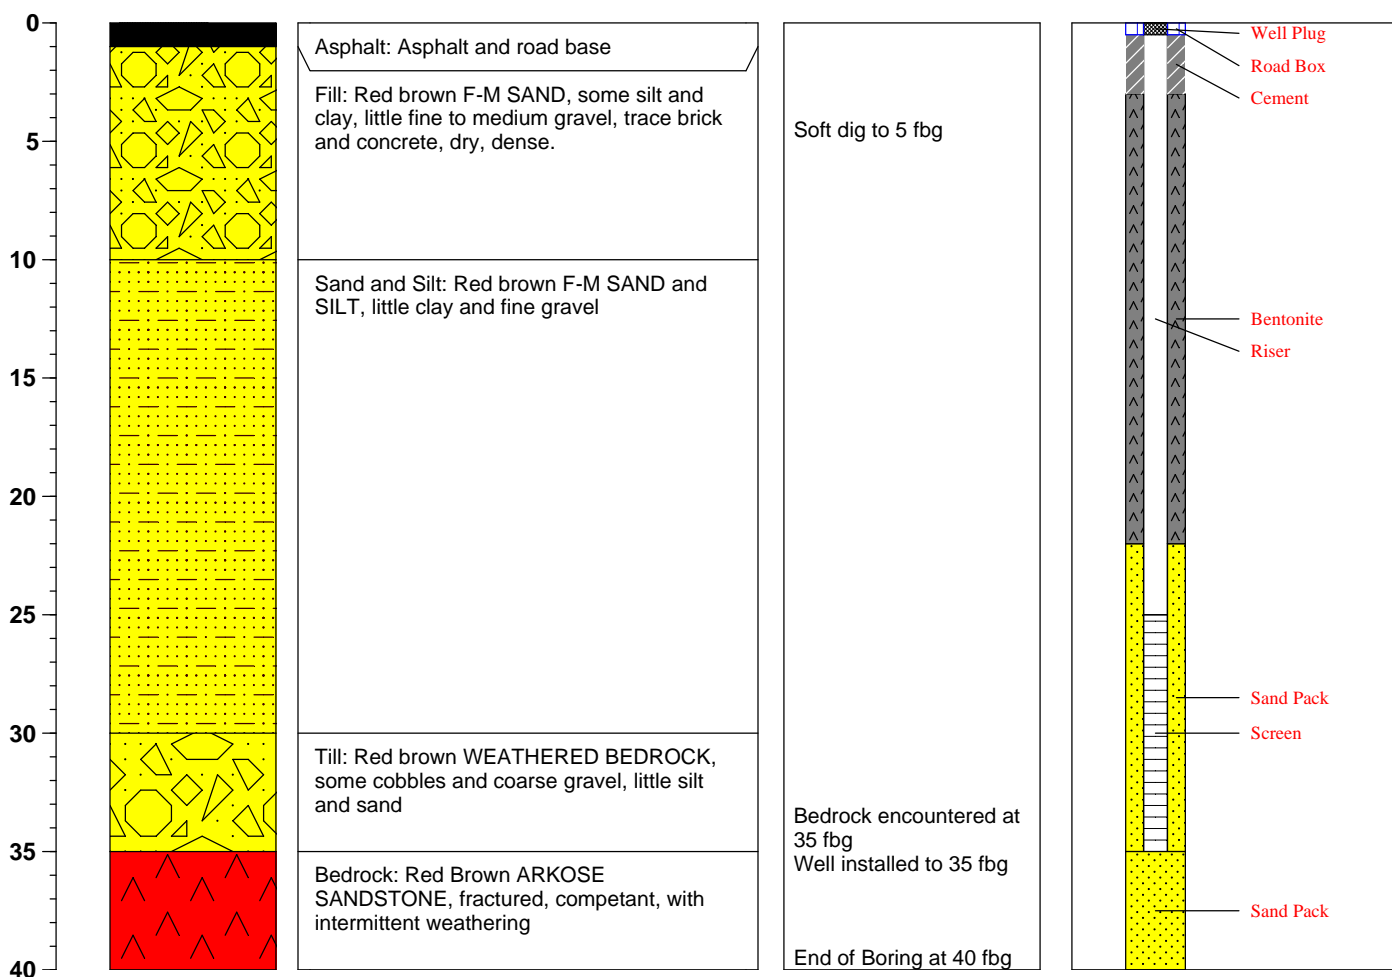 0
5
10
15
20
25
30
35
40
Asphalt: Asphalt and road base
Fill: Red brown F-M SAND, some silt and
clay, little fine to medium gravel, trace brick
and concrete, dry, dense.
Sand and Silt: Red brown F-M SAND and
SILT, little clay and fine gravel
Till: Red brown WEATHERED BEDROCK,
some cobbles and coarse gravel, little silt
and sand
Bedrock: Red Brown ARKOSE
SANDSTONE, fractured, competant, with
intermittent weathering
Soft dig to 5 fbg
Bedrock encountered at
35 fbg
Well installed to 35 fbg
End of Boring at 40 fbg
Well Plug
Road Box
Cement
Bentonite
Riser
Sand Pack
Screen
Sand Pack